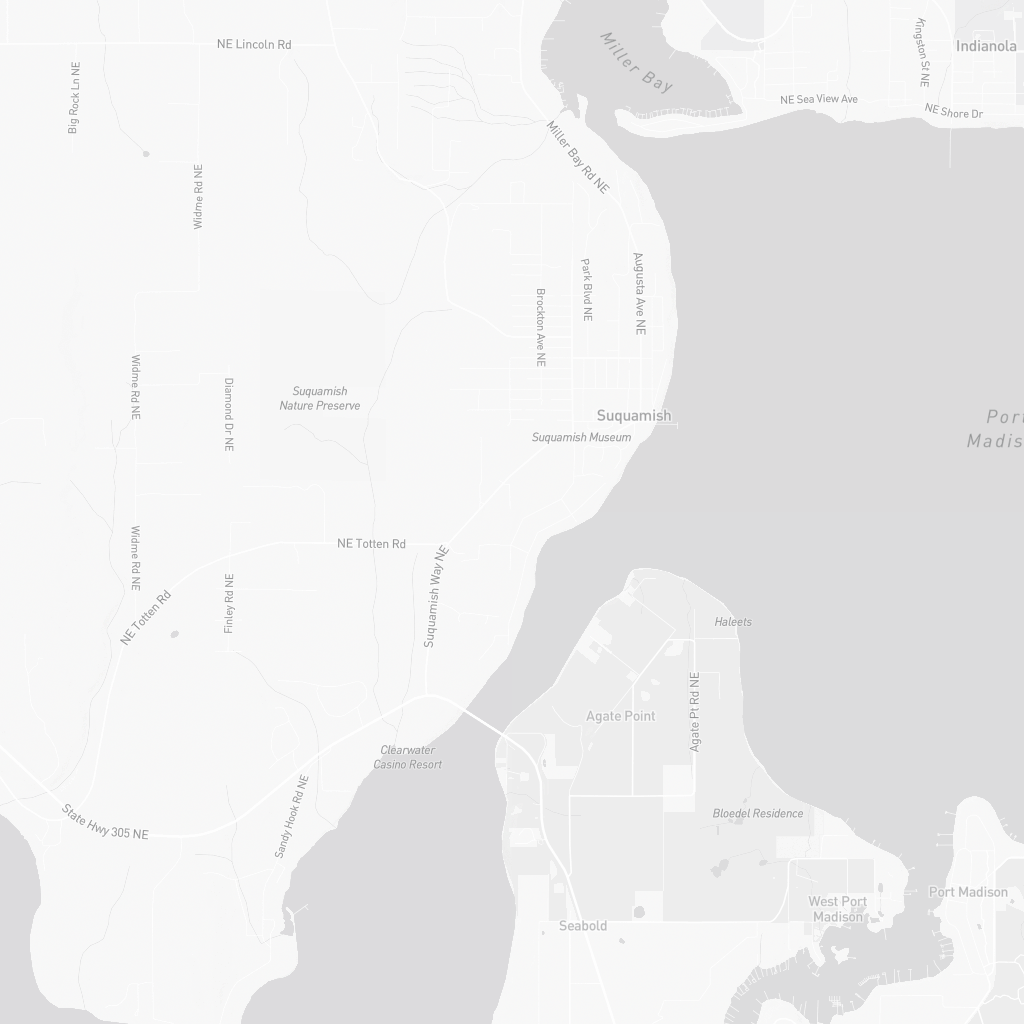 Miller Bay
NE Lincoln Rd
Kingston St NE
Indianola
Big Rock Ln NE
NE Sea View Ave
NE Shore Dr
Miller Bay Rd NE
Widme Rd NE
Augusta Ave NE
Park Blvd NE
Brockton Ave NE
Widme Rd NE
Diamond Dr NE
Suquamish
Nature Preserve
Suquamish
Suquamish Museum
Port
Madis
NE Totten Rd
Widme Rd NE
Suquamish Way NE
Finley Rd NE
NE Totten Rd
Haleets
Agate Pt Rd NE
Agate Point
Clearwater
Casino Resort
Sandy Hook Rd NE
State Hwy 305 NE
Bloedel Residence
West Port
Madison
Port Madison
Seabold